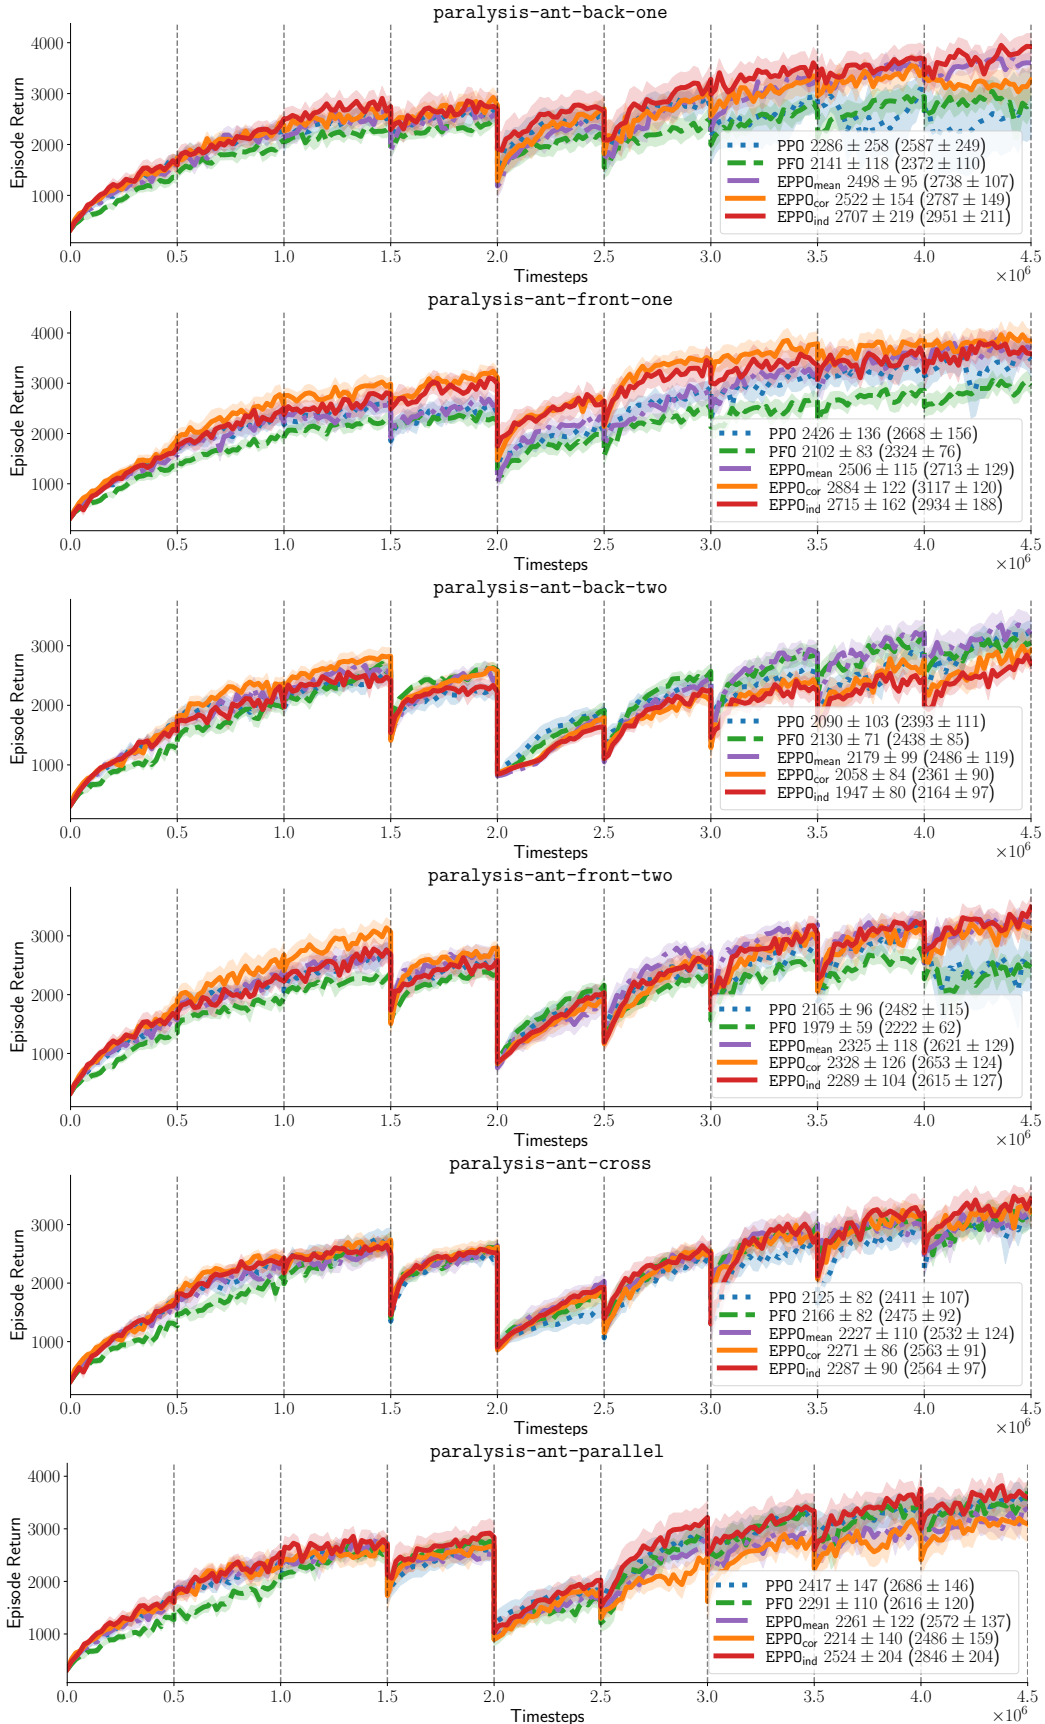 paralysis-ant-back-one
Episode Return
4000
3000
2000
1000
PPO 2286 ± 258 (2587 ± 249)
PFO 2141 ± 118 (2372 ± 110)
EPPOmean 2498 ± 95 (2738 ± 107)
EPPOcor 2522 ± 154 (2787 ± 149)
EPPOind 2707 ± 219 (2951 ± 211)
0.0 0.5 1.0 1.5 2.0 2.5 3.0 3.5 4.0 4.5
Timesteps
×10⁶
paralysis-ant-front-one
Episode Return
4000
3000
2000
1000
PPO 2426 ± 136 (2668 ± 156)
PFO 2102 ± 83 (2324 ± 76)
EPPOmean 2506 ± 115 (2713 ± 129)
EPPOcor 2884 ± 122 (3117 ± 120)
EPPOind 2715 ± 162 (2934 ± 188)
0.0 0.5 1.0 1.5 2.0 2.5 3.0 3.5 4.0 4.5
Timesteps
×10⁶
paralysis-ant-back-two
Episode Return
3000
2000
1000
PPO 2090 ± 103 (2393 ± 111)
PFO 2130 ± 71 (2438 ± 85)
EPPOmean 2179 ± 99 (2486 ± 119)
EPPOcor 2058 ± 84 (2361 ± 90)
EPPOind 1947 ± 80 (2164 ± 97)
0.0 0.5 1.0 1.5 2.0 2.5 3.0 3.5 4.0 4.5
Timesteps
×10⁶
paralysis-ant-front-two
Episode Return
3000
2000
1000
PPO 2165 ± 96 (2482 ± 115)
PFO 1979 ± 59 (2222 ± 62)
EPPOmean 2325 ± 118 (2621 ± 129)
EPPOcor 2328 ± 126 (2653 ± 124)
EPPOind 2289 ± 104 (2615 ± 127)
0.0 0.5 1.0 1.5 2.0 2.5 3.0 3.5 4.0 4.5
Timesteps
×10⁶
paralysis-ant-cross
Episode Return
3000
2000
1000
PPO 2125 ± 82 (2411 ± 107)
PFO 2166 ± 82 (2475 ± 92)
EPPOmean 2227 ± 110 (2532 ± 124)
EPPOcor 2271 ± 86 (2563 ± 91)
EPPOind 2287 ± 90 (2564 ± 97)
0.0 0.5 1.0 1.5 2.0 2.5 3.0 3.5 4.0 4.5
Timesteps
×10⁶
paralysis-ant-parallel
Episode Return
4000
3000
2000
1000
PPO 2417 ± 147 (2686 ± 146)
PFO 2291 ± 110 (2616 ± 120)
EPPOmean 2261 ± 122 (2572 ± 137)
EPPOcor 2214 ± 140 (2486 ± 159)
EPPOind 2524 ± 204 (2846 ± 204)
0.0 0.5 1.0 1.5 2.0 2.5 3.0 3.5 4.0 4.5
Timesteps
×10⁶